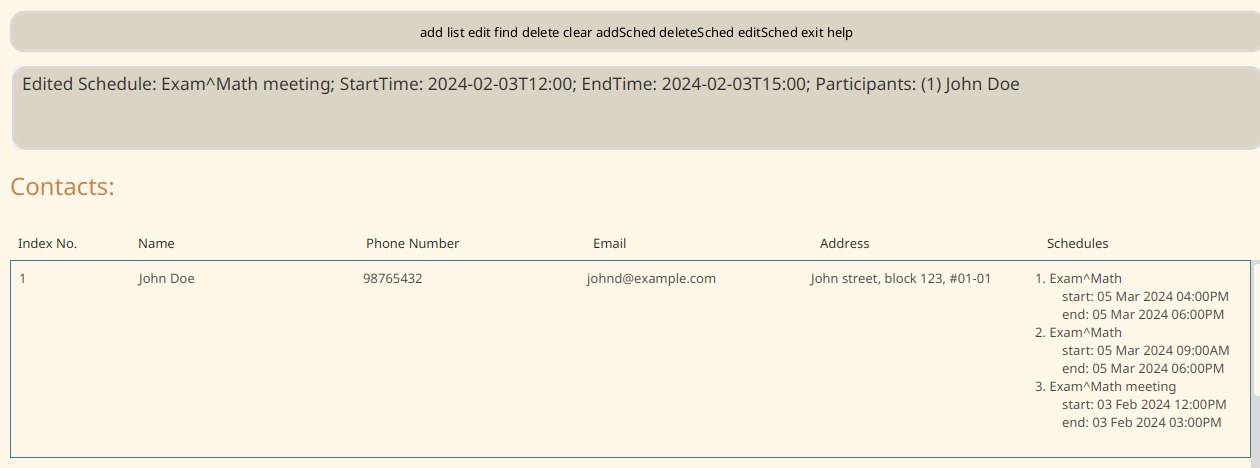 add list edit find delete clear addSched deleteSched editSched exit help
Edited Schedule: Exam^Math meeting; StartTime: 2024-02-03T12:00; EndTime: 2024-02-03T15:00; Participants: (1) John Doe
Contacts:
Index No. Name Phone Number Email Address Schedules
1 John Doe 98765432 johnd@example.com John street, block 123, #01-01 1. Exam^Math
start: 05 Mar 2024 04:00PM
end: 05 Mar 2024 06:00PM
2. Exam^Math
start: 05 Mar 2024 09:00AM
end: 05 Mar 2024 06:00PM
3. Exam^Math meeting
start: 03 Feb 2024 12:00PM
end: 03 Feb 2024 03:00PM